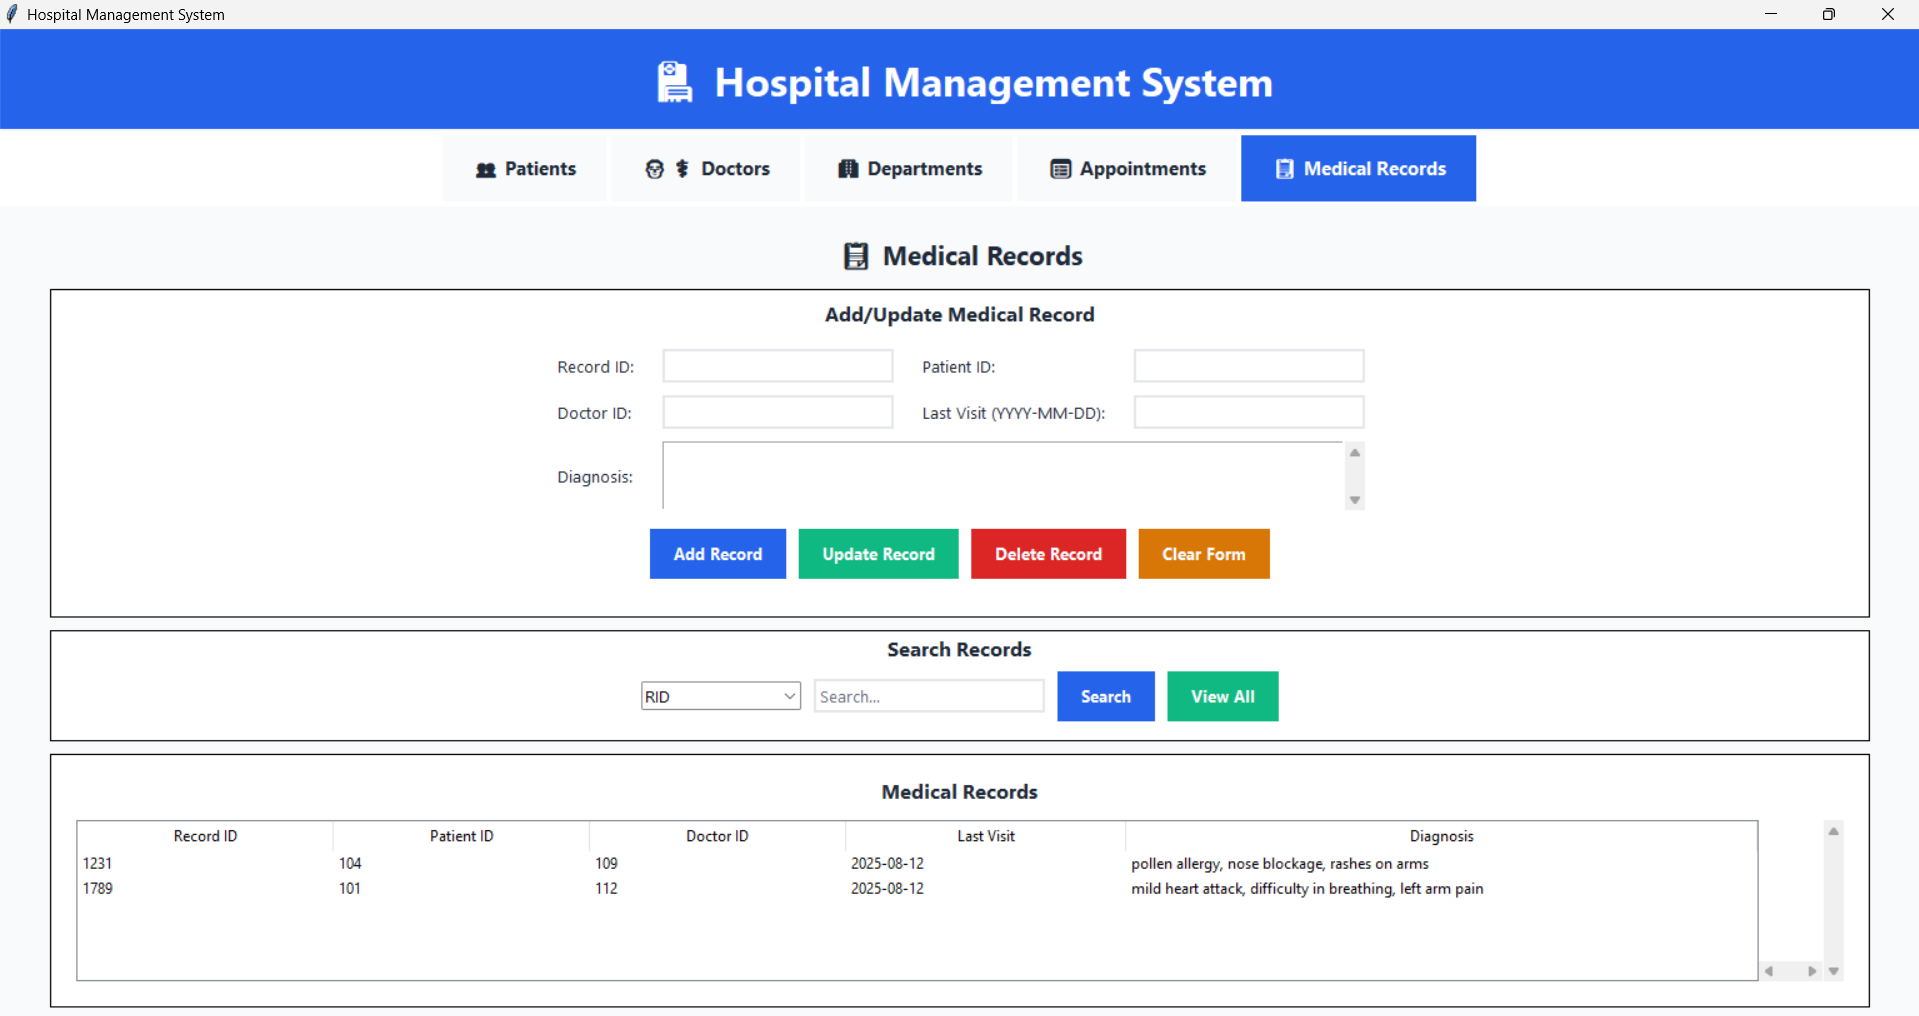 Hospital Management System
Hospital Management System
Patients Doctors Departments Appointments Medical Records
Medical Records
Add/Update Medical Record
Record ID: Patient ID:
Doctor ID: Last Visit (YYYY-MM-DD):
Diagnosis:
Add Record Update Record Delete Record Clear Form
Search Records
RID Search... Search View All
Medical Records
Record ID Patient ID Doctor ID Last Visit Diagnosis
1231 104 109 2025-08-12 pollen allergy, nose blockage, rashes on arms
1789 101 112 2025-08-12 mild heart attack, difficulty in breathing, left arm pain